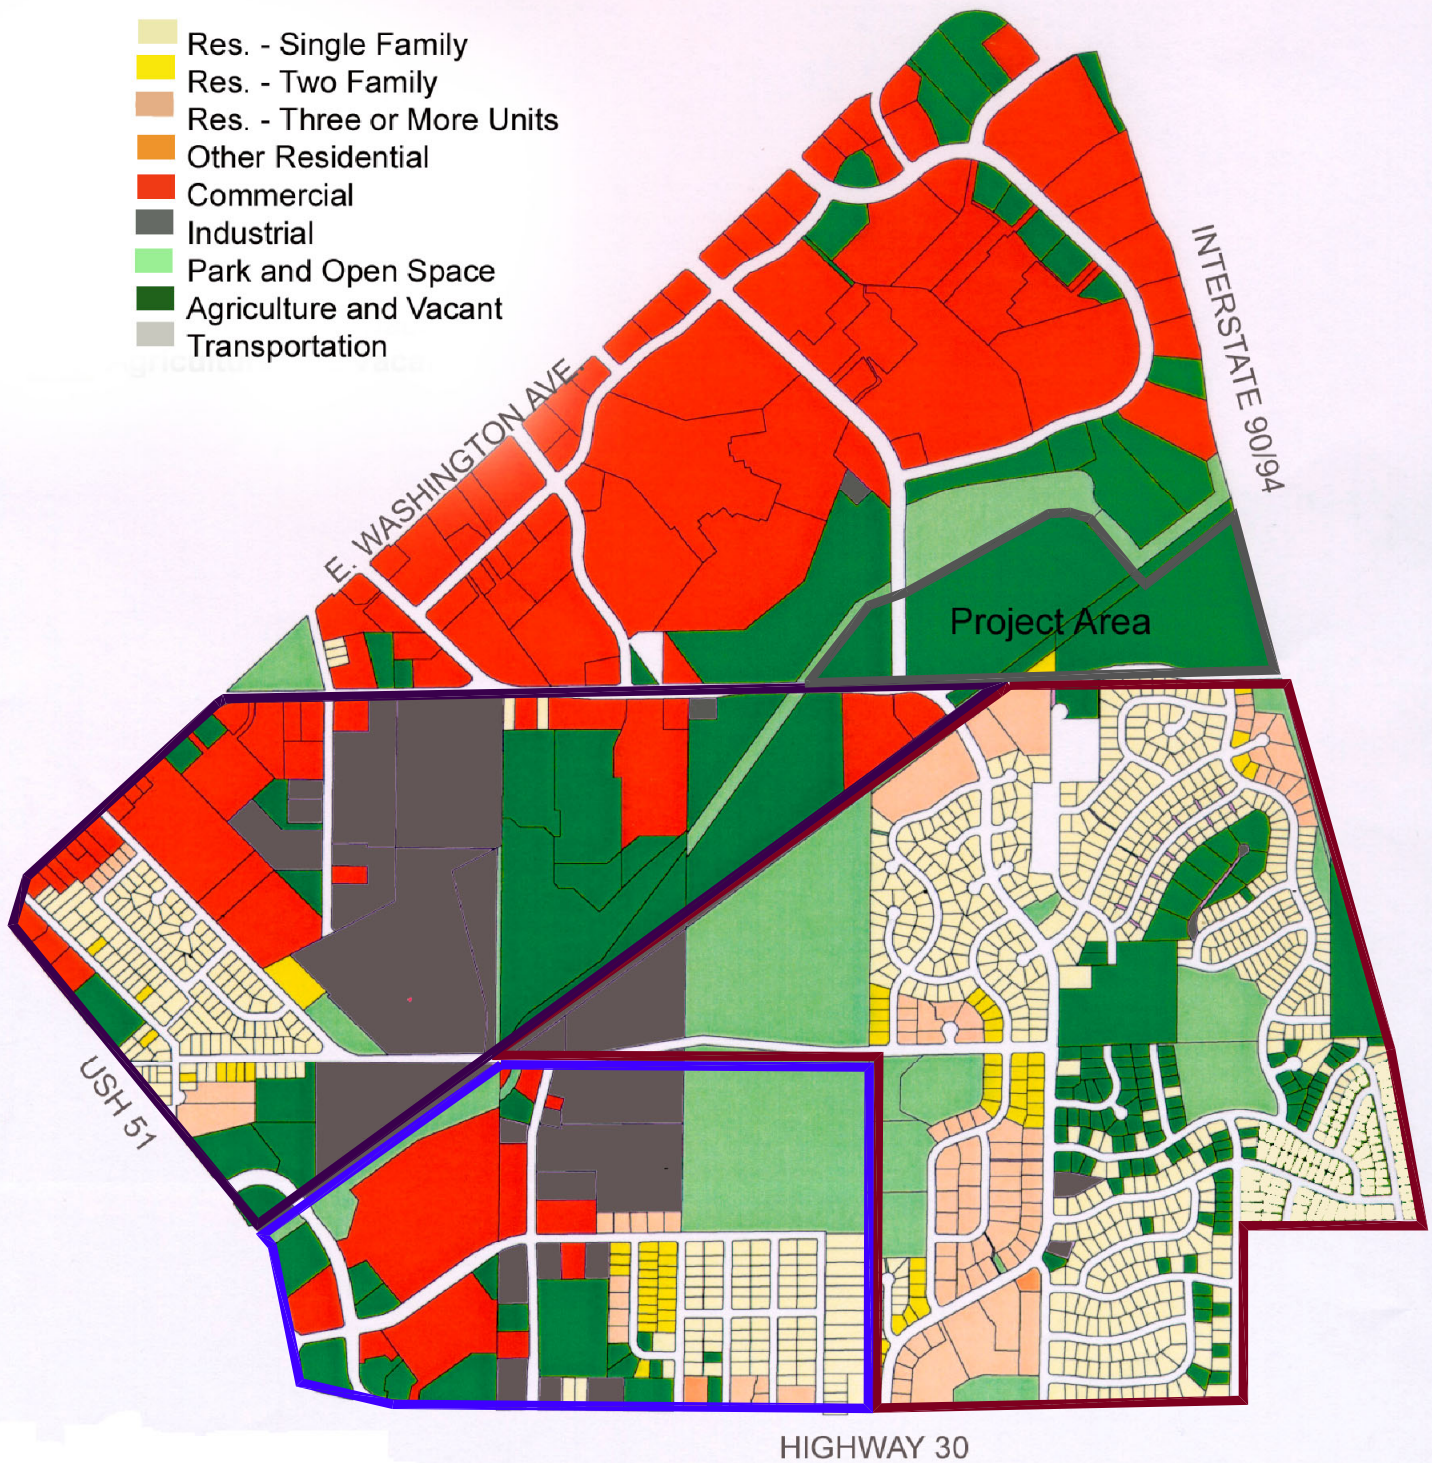 Res. - Single Family
Res. - Two Family
Res. - Three or More Units
Other Residential
Commercial
Industrial
Park and Open Space
Agriculture and Vacant
Transportation
E. WASHINGTON AVE.
INTERSTATE 90/94
Project Area
USH 51
HIGHWAY 30